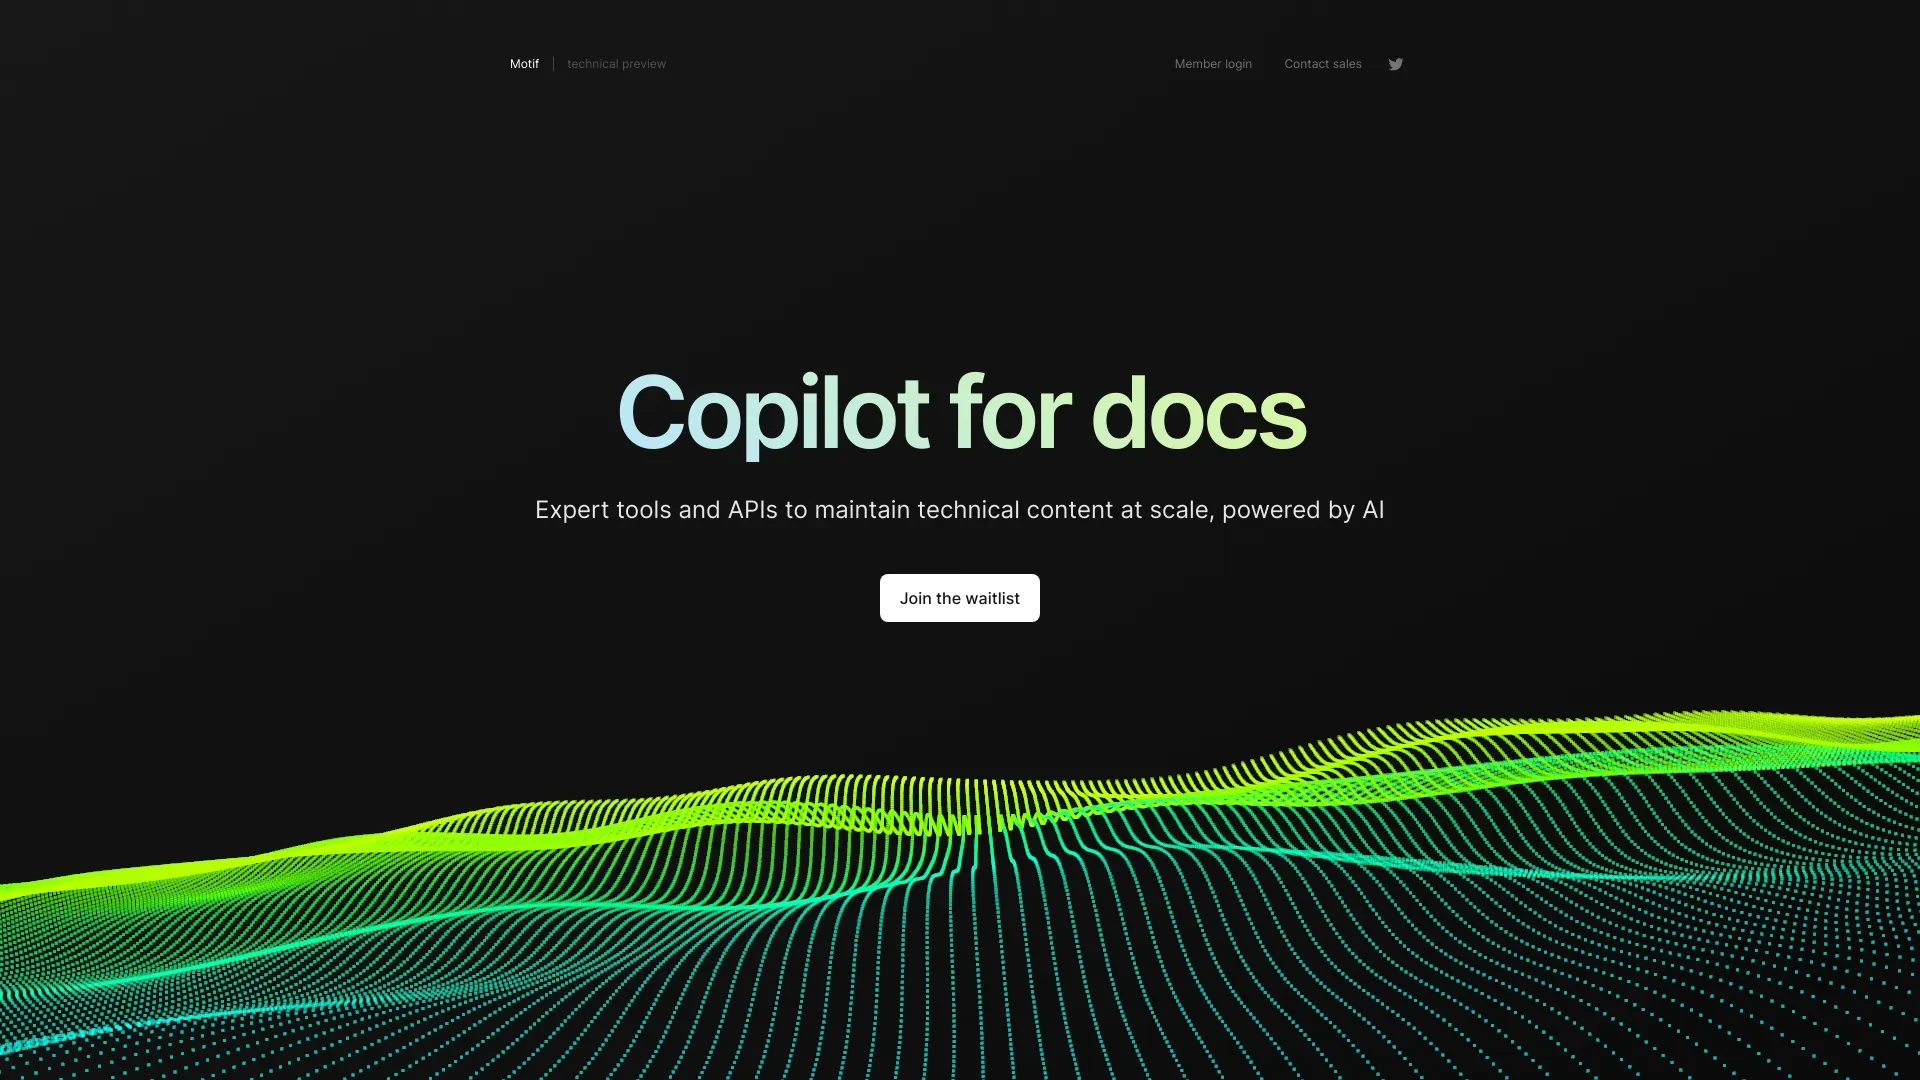 Motif | technical preview
Member login
Contact sales
Copilot for docs
Expert tools and APIs to maintain technical content at scale, powered by AI
Join the waitlist